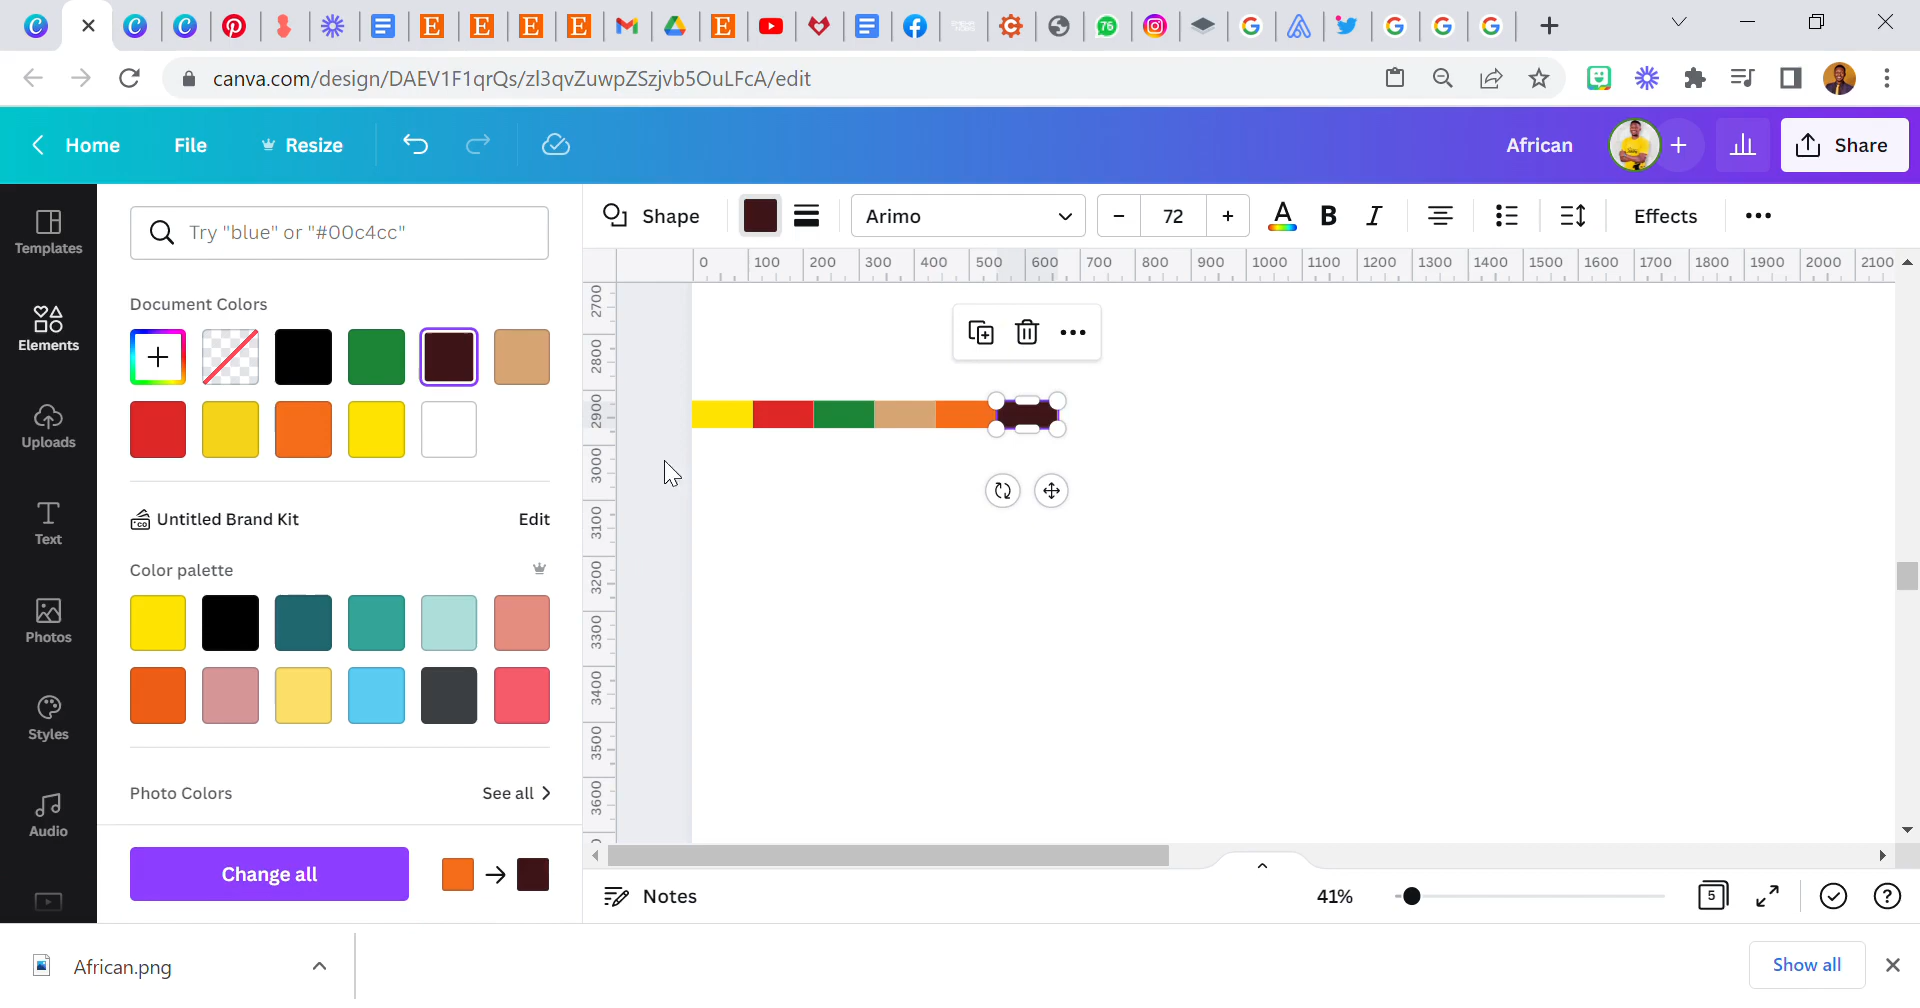 canva.com/design/DAEV1F1qrQs/zl3qvZuwpZSzjvb5OuLFcA/edit
Home File Resize African Share
Templates
Elements
Uploads
Text
Photos
Styles
Audio
Try "blue" or "#00c4cc"
Document Colors
Untitled Brand Kit Edit
Color palette
Photo Colors See all
Change all
Shape Arimo 72 A B I Effects
0 100 200 300 400 500 600 700 800 900 1000 1100 1200 1300 1400 1500 1600 1700 1800 1900 2000 2100
2700
2800
2900
3000
3100
3200
3300
3400
3500
3600
Notes 41% 5
African.png Show all